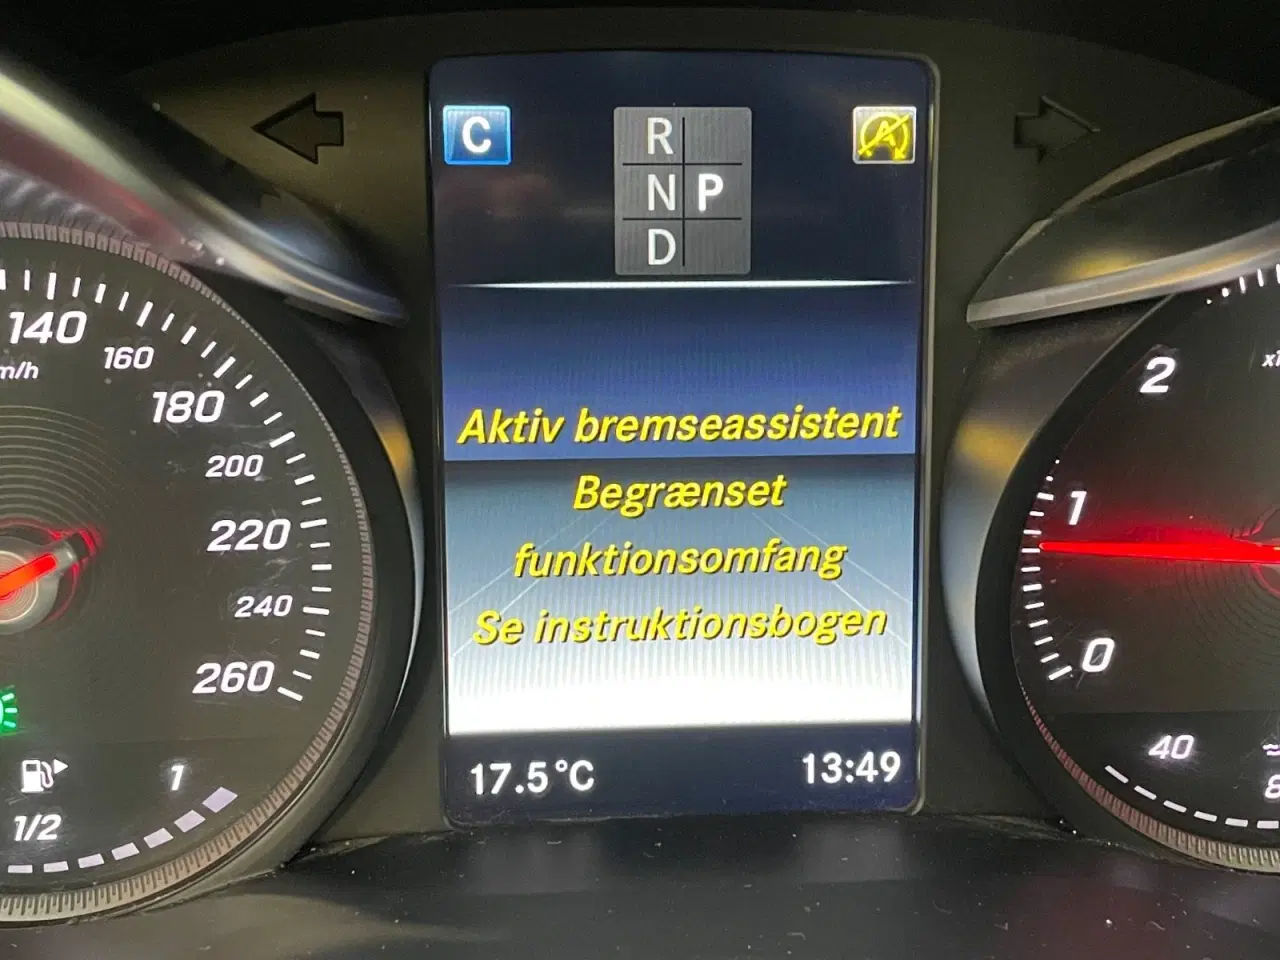 C
R
N P
D
A
140
160
m/h
180
200
220
240
260
1
1/2
Aktiv bremseassistent
Begrænset
funktionsomfang
Se instruktionsbogen
17.5°C
13:49
2
1
0
40